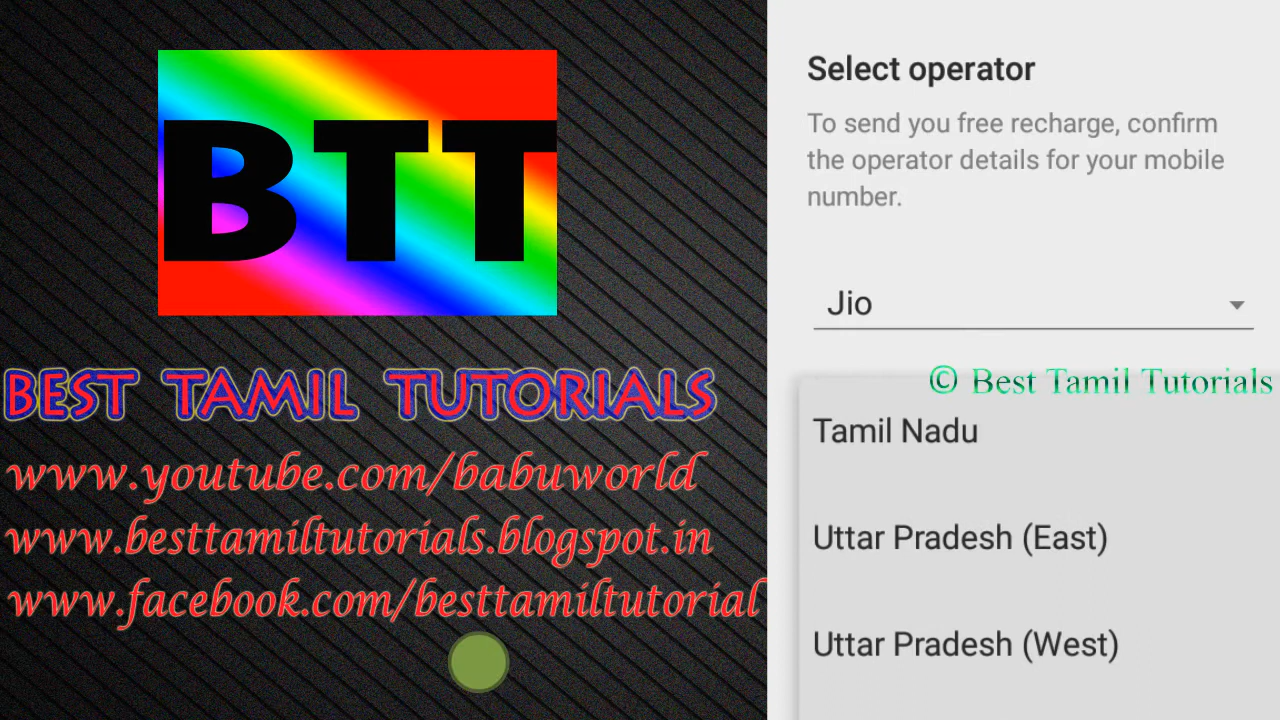 BTT
BEST TAMIL TUTORIALS
www.youtube.com/babuworld
www.besttamiltutorials.blogspot.in
www.facebook.com/besttamiltutorial
Select operator
To send you free recharge, confirm
the operator details for your mobile
number.
Jio
© Best Tamil Tutorials
Tamil Nadu
Uttar Pradesh (East)
Uttar Pradesh (West)